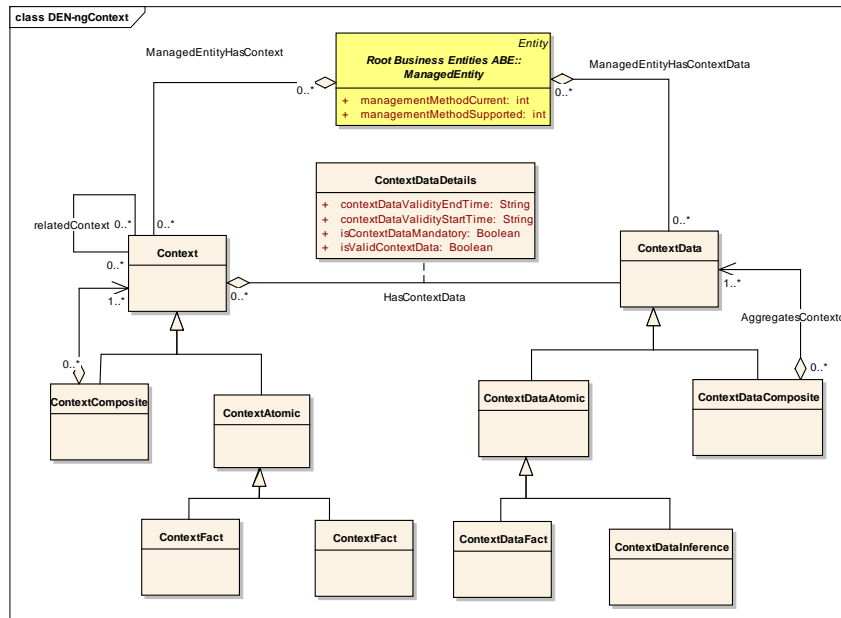 class DEN-ngContext
Entity
Root Business Entities ABE::
ManagedEntity
+ managementMethodCurrent: int
+ managementMethodSupported: int
ManagedEntityHasContext
0..*
ManagedEntityHasContextData
0..*
ContextDataDetails
+ contextDataValidityEndTime: String
+ contextDataValidityStartTime: String
+ isContextDataMandatory: Boolean
+ isValidContextData: Boolean
relatedContext
0..*
0..*
0..*
Context
0..*
1..*
0..*
HasContextData
0..*
ContextData
1..*
AggregatesContextd
0..*
0..*
ContextComposite
ContextAtomic
ContextDataAtomic
ContextDataComposite
ContextFact
ContextFact
ContextDataFact
ContextDataInference